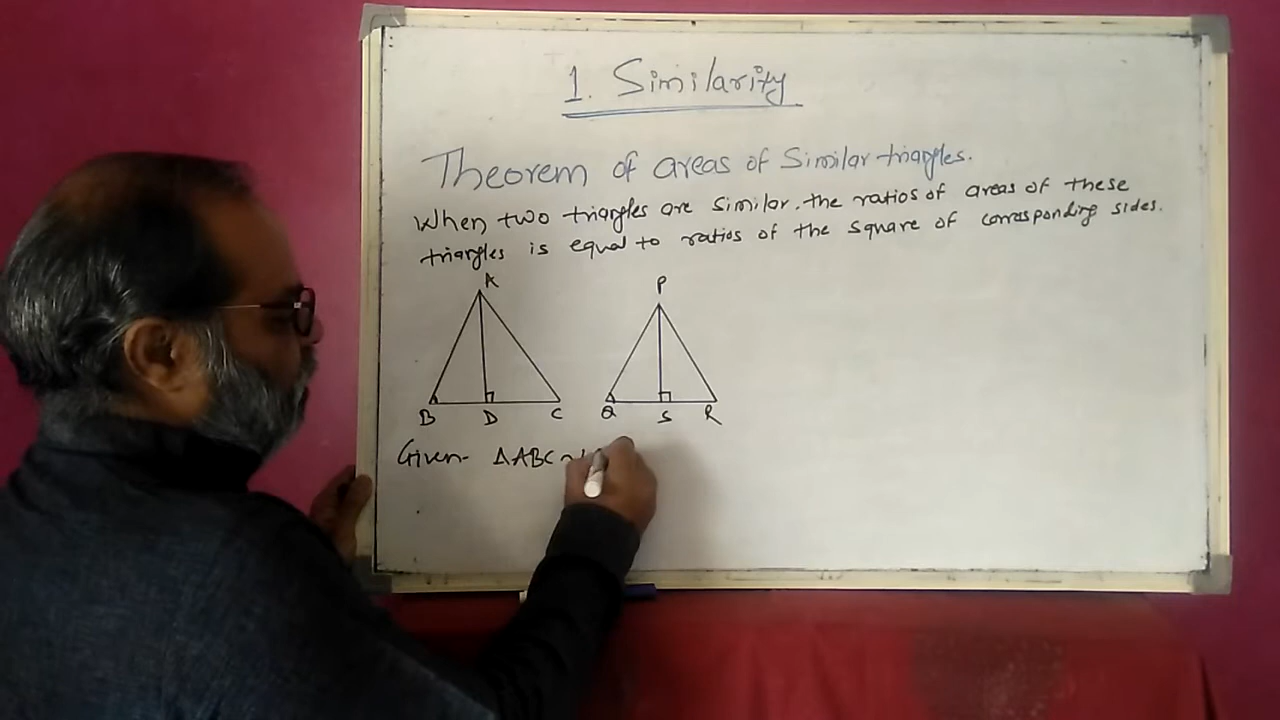 1. Similarity
Theorem of areas of Similar triangles.
When two triangles are similar. the ratios of areas of these
triangles is equal to ratios of the square of corresponding sides.
A
P
B D C
Q S R
Given- ΔABC ~